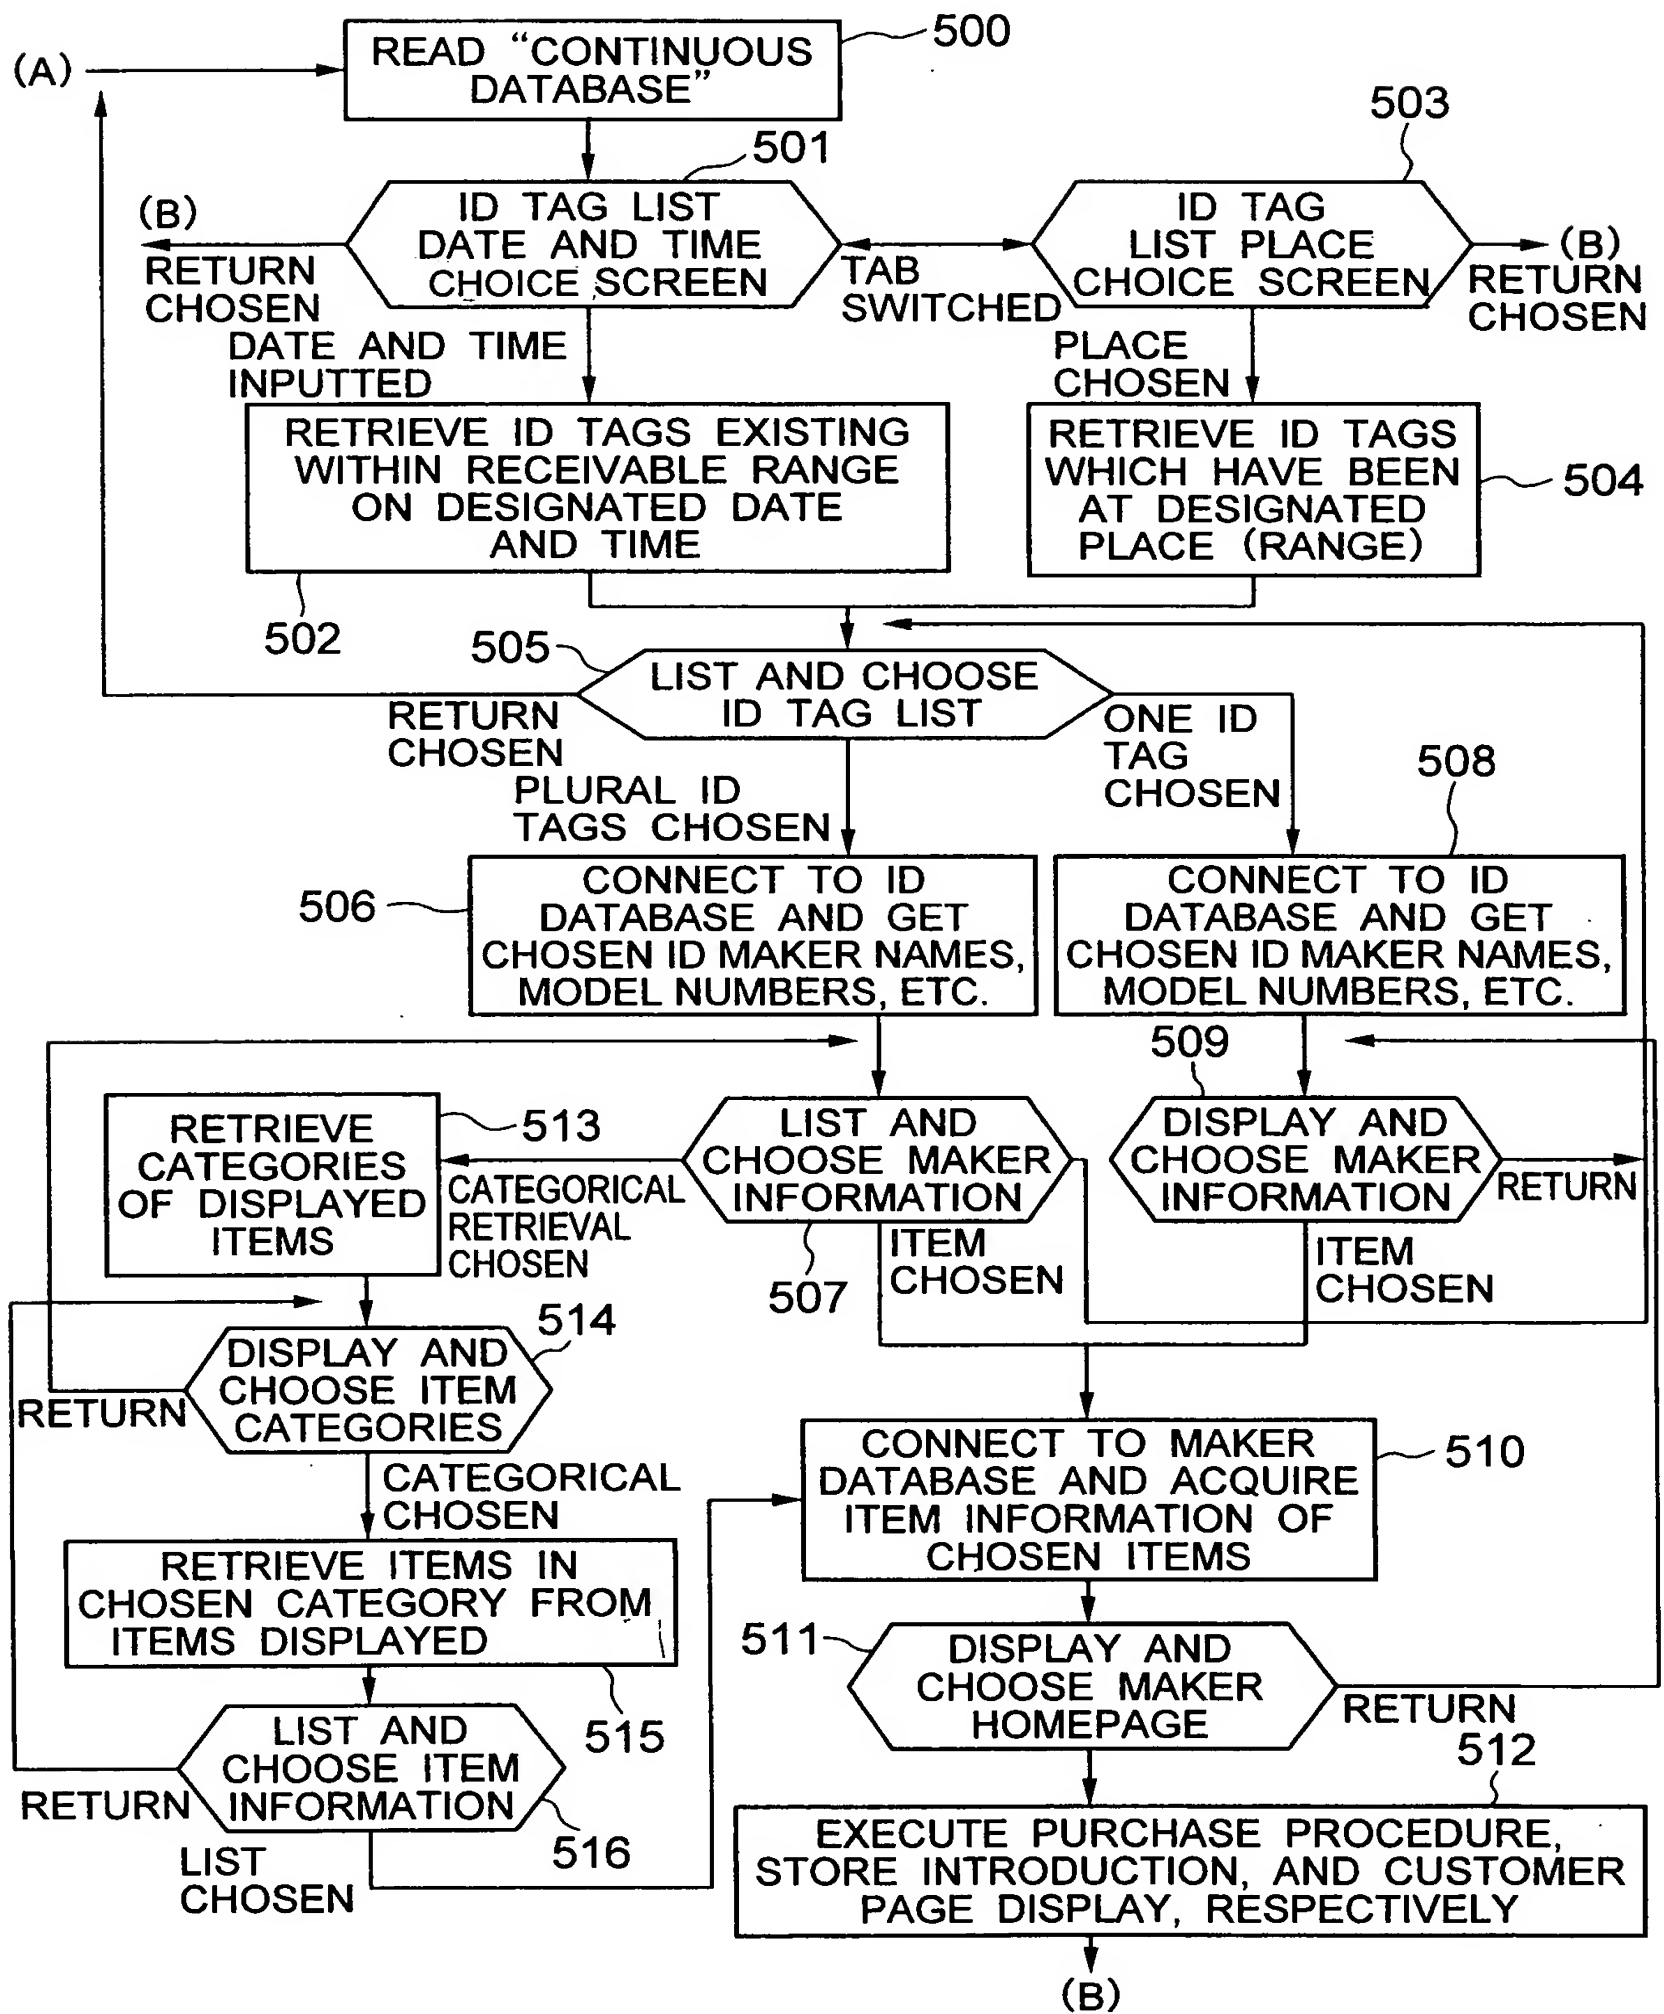 500
READ “CONTINUOUS
DATABASE”
(A)
503
501
ID TAG LIST
DATE AND TIME
CHOICE SCREEN
(B)
RETURN
CHOSEN
TAB
SWITCHED
ID TAG
LIST PLACE
CHOICE SCREEN
(B)
RETURN
CHOSEN
DATE AND TIME
INPUTTED
PLACE
CHOSEN
RETRIEVE ID TAGS EXISTING
WITHIN RECEIVABLE RANGE
ON DESIGNATED DATE
AND TIME
502
RETRIEVE ID TAGS
WHICH HAVE BEEN
AT DESIGNATED
PLACE (RANGE)
504
505
LIST AND CHOOSE
ID TAG LIST
RETURN
CHOSEN
ONE ID
TAG
CHOSEN
PLURAL ID
TAGS CHOSEN
508
506
CONNECT TO ID
DATABASE AND GET
CHOSEN ID MAKER NAMES,
MODEL NUMBERS, ETC.
CONNECT TO ID
DATABASE AND GET
CHOSEN ID MAKER NAMES,
MODEL NUMBERS, ETC.
509
RETRIEVE
CATEGORIES
OF DISPLAYED
ITEMS
513
CATEGORICAL
RETRIEVAL
CHOSEN
LIST AND
CHOOSE MAKER
INFORMATION
507
ITEM
CHOSEN
DISPLAY AND
CHOOSE MAKER
INFORMATION
RETURN
ITEM
CHOSEN
514
DISPLAY AND
CHOOSE ITEM
CATEGORIES
RETURN
CATEGORICAL
CHOSEN
CONNECT TO MAKER
DATABASE AND ACQUIRE
ITEM INFORMATION OF
CHOSEN ITEMS
510
RETRIEVE ITEMS IN
CHOSEN CATEGORY FROM
ITEMS DISPLAYED
515
511
DISPLAY AND
CHOOSE MAKER
HOMEPAGE
RETURN
LIST AND
CHOOSE ITEM
INFORMATION
RETURN
516
LIST
CHOSEN
512
EXECUTE PURCHASE PROCEDURE,
STORE INTRODUCTION, AND CUSTOMER
PAGE DISPLAY, RESPECTIVELY
(B)